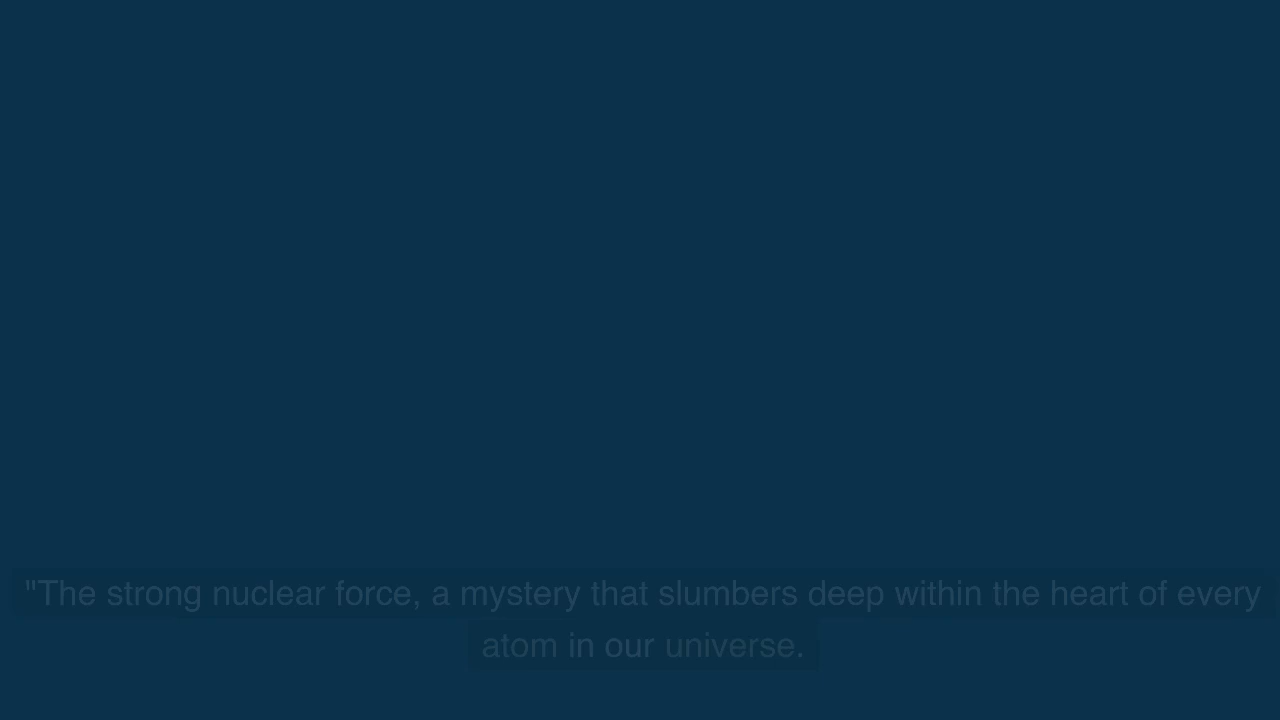 "The strong nuclear force, a mystery that slumbers deep within the heart of every
atom in our universe.